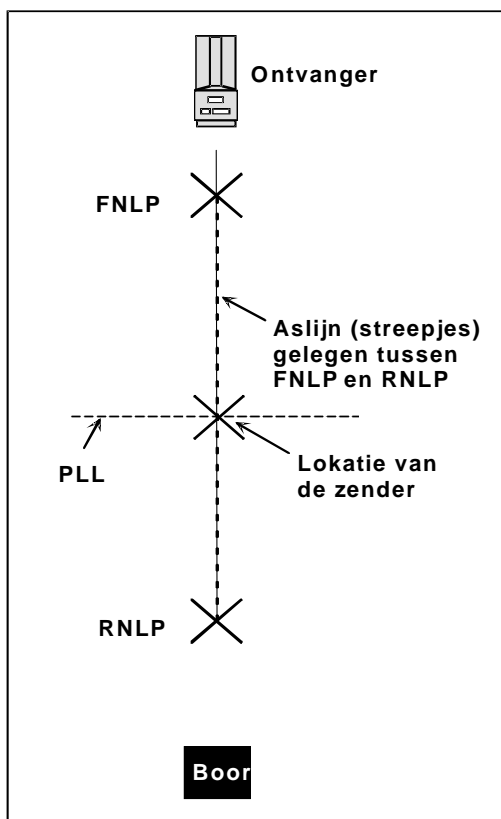 Ontvanger
FNLP
Aslijn (streepjes)
gelegen tussen
FNLP en RNLP
PLL
Lokatie van
de zender
RNLP
Boor